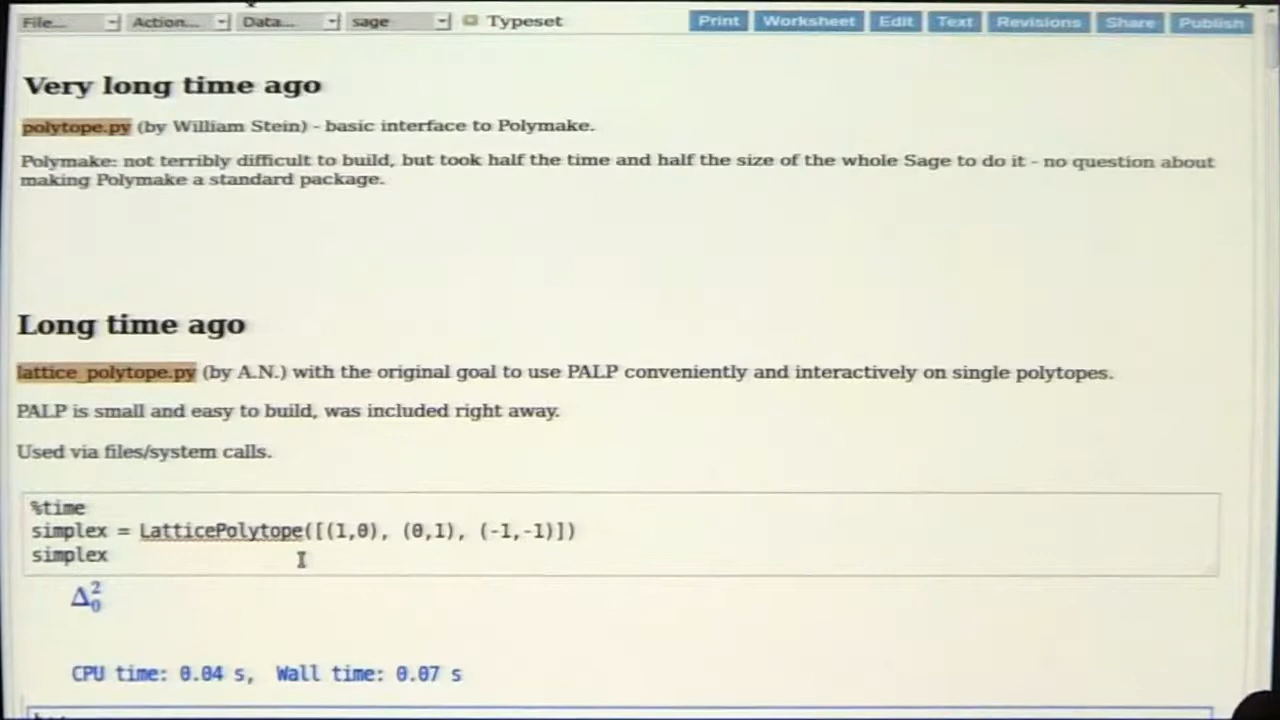 File... Action... Data... sage Typeset Print Worksheet Edit Text Revisions Share Publish
Very long time ago
polytope.py (by William Stein) - basic interface to Polymake.
Polymake: not terribly difficult to build, but took half the time and half the size of the whole Sage to do it - no question about
making Polymake a standard package.
Long time ago
lattice_polytope.py (by A.N.) with the original goal to use PALP conveniently and interactively on single polytopes.
PALP is small and easy to build, was included right away.
Used via files/system calls.
%time
simplex = LatticePolytope([(1,0), (0,1), (-1,-1)])
simplex
Δ²₀
CPU time: 0.04 s, Wall time: 0.07 s